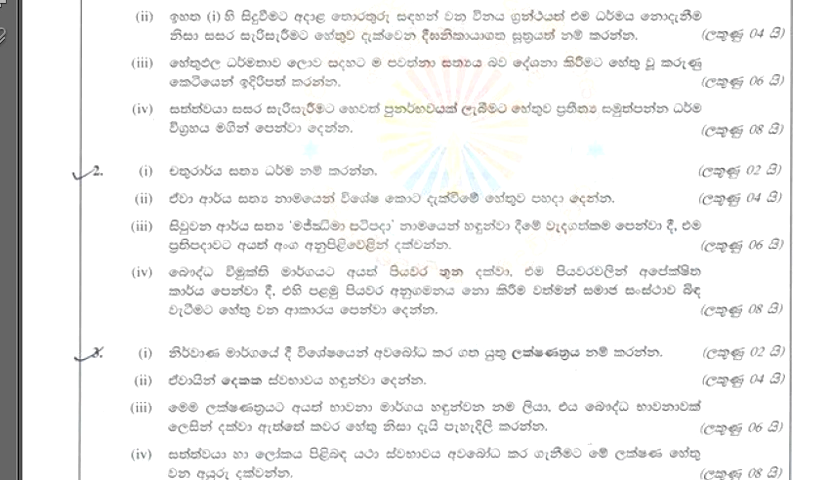 (ii) ඉහත (i) හි සිදුවීමට අදාළ තොරතුරු සඳහන් වන විනය ග්‍රන්ථයත් එම ධර්මය නොදැනීම
නිසා සසර සැරිසැරීමට හේතුව දැක්වෙන දීඝනිකායාගත සූත්‍රයත් නම් කරන්න. (ලකුණු 04 යි)
(iii) හේතුඵල ධර්මතාව ලොව සදහට ම පවත්නා සත්‍යය බව දේශනා කිරීමට හේතු වූ කරුණු
කෙටියෙන් ඉදිරිපත් කරන්න. (ලකුණු 06 යි)
(iv) සත්ත්වයා සසර සැරිසැරීමට හෙවත් පුනර්භවයක් ලැබීමට හේතුව ප්‍රතීත්‍ය සමුත්පන්න ධර්ම
විග්‍රහය මගින් පෙන්වා දෙන්න. (ලකුණු 08 යි)
2. (i) චතුරාර්ය සත්‍ය ධර්ම නම් කරන්න. (ලකුණු 02 යි)
(ii) ඒවා ආර්ය සත්‍ය නාමයෙන් විශේෂ කොට දැක්වීමේ හේතුව පහදා දෙන්න. (ලකුණු 04 යි)
(iii) සිවුවන ආර්ය සත්‍ය 'මජ්ඣිමා පටිපදා' නාමයෙන් හඳුන්වා දීමේ වැදගත්කම පෙන්වා දී, එම
ප්‍රතිපදාවට අයත් අංග අනුපිළිවෙළින් දක්වන්න. (ලකුණු 06 යි)
(iv) බෞද්ධ විමුක්ති මාර්ගයට අයත් පියවර තුන දක්වා, එම පියවරවලින් අපේක්ෂිත
කාර්ය පෙන්වා දී, එහි පළමු පියවර අනුගමනය නො කිරීම වත්මන් සමාජ සංස්ථාව බිඳ
වැටීමට හේතු වන ආකාරය පෙන්වා දෙන්න. (ලකුණු 08 යි)
3. (i) නිර්වාණ මාර්ගයේ දී විශේෂයෙන් අවබෝධ කර ගත යුතු ලක්ෂණත්‍රය නම් කරන්න. (ලකුණු 02 යි)
(ii) ඒවායින් දෙකක ස්වභාවය හඳුන්වා දෙන්න. (ලකුණු 04 යි)
(iii) මෙම ලක්ෂණත්‍රයට අයත් භාවනා මාර්ගය හඳුන්වන නම ලියා, එය බෞද්ධ භාවනාවක්
ලෙසින් දක්වා ඇත්තේ කවර හේතු නිසා දැයි පැහැදිලි කරන්න. (ලකුණු 06 යි)
(iv) සත්ත්වයා හා ලෝකය පිළිබඳ යථා ස්වභාවය අවබෝධ කර ගැනීමට මේ ලක්ෂණ හේතු
වන අයුරු දක්වන්න. (ලකුණු 08 යි)